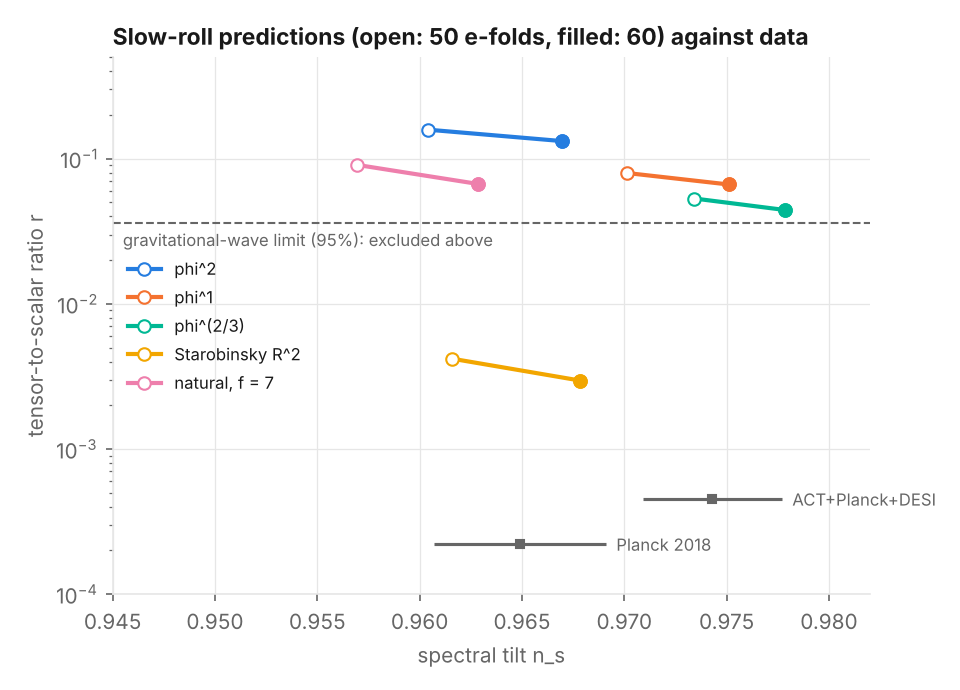 Slow-roll predictions (open: 50 e-folds, filled: 60) against data
tensor-to-scalar ratio r
10⁻¹
10⁻²
10⁻³
10⁻⁴
gravitational-wave limit (95%): excluded above
phi^2
phi^1
phi^(2/3)
Starobinsky R^2
natural, f = 7
ACT+Planck+DESI
Planck 2018
0.945 0.950 0.955 0.960 0.965 0.970 0.975 0.980
spectral tilt n_s